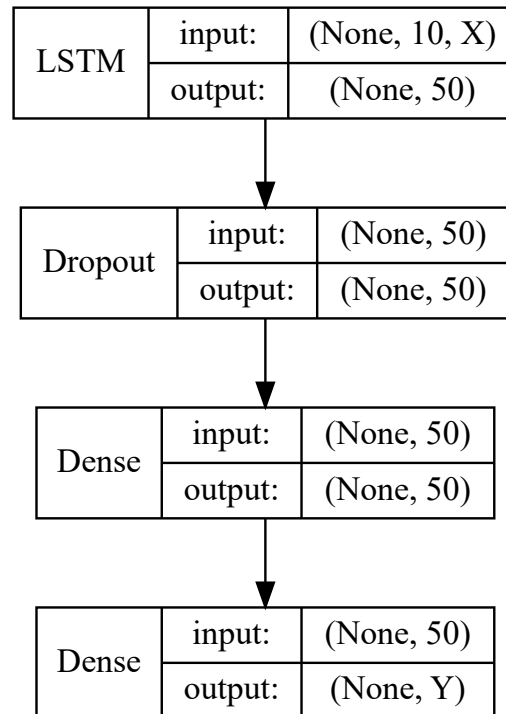 LSTM
input: (None, 10, X)
output: (None, 50)
Dropout
input: (None, 50)
output: (None, 50)
Dense
input: (None, 50)
output: (None, 50)
Dense
input: (None, 50)
output: (None, Y)